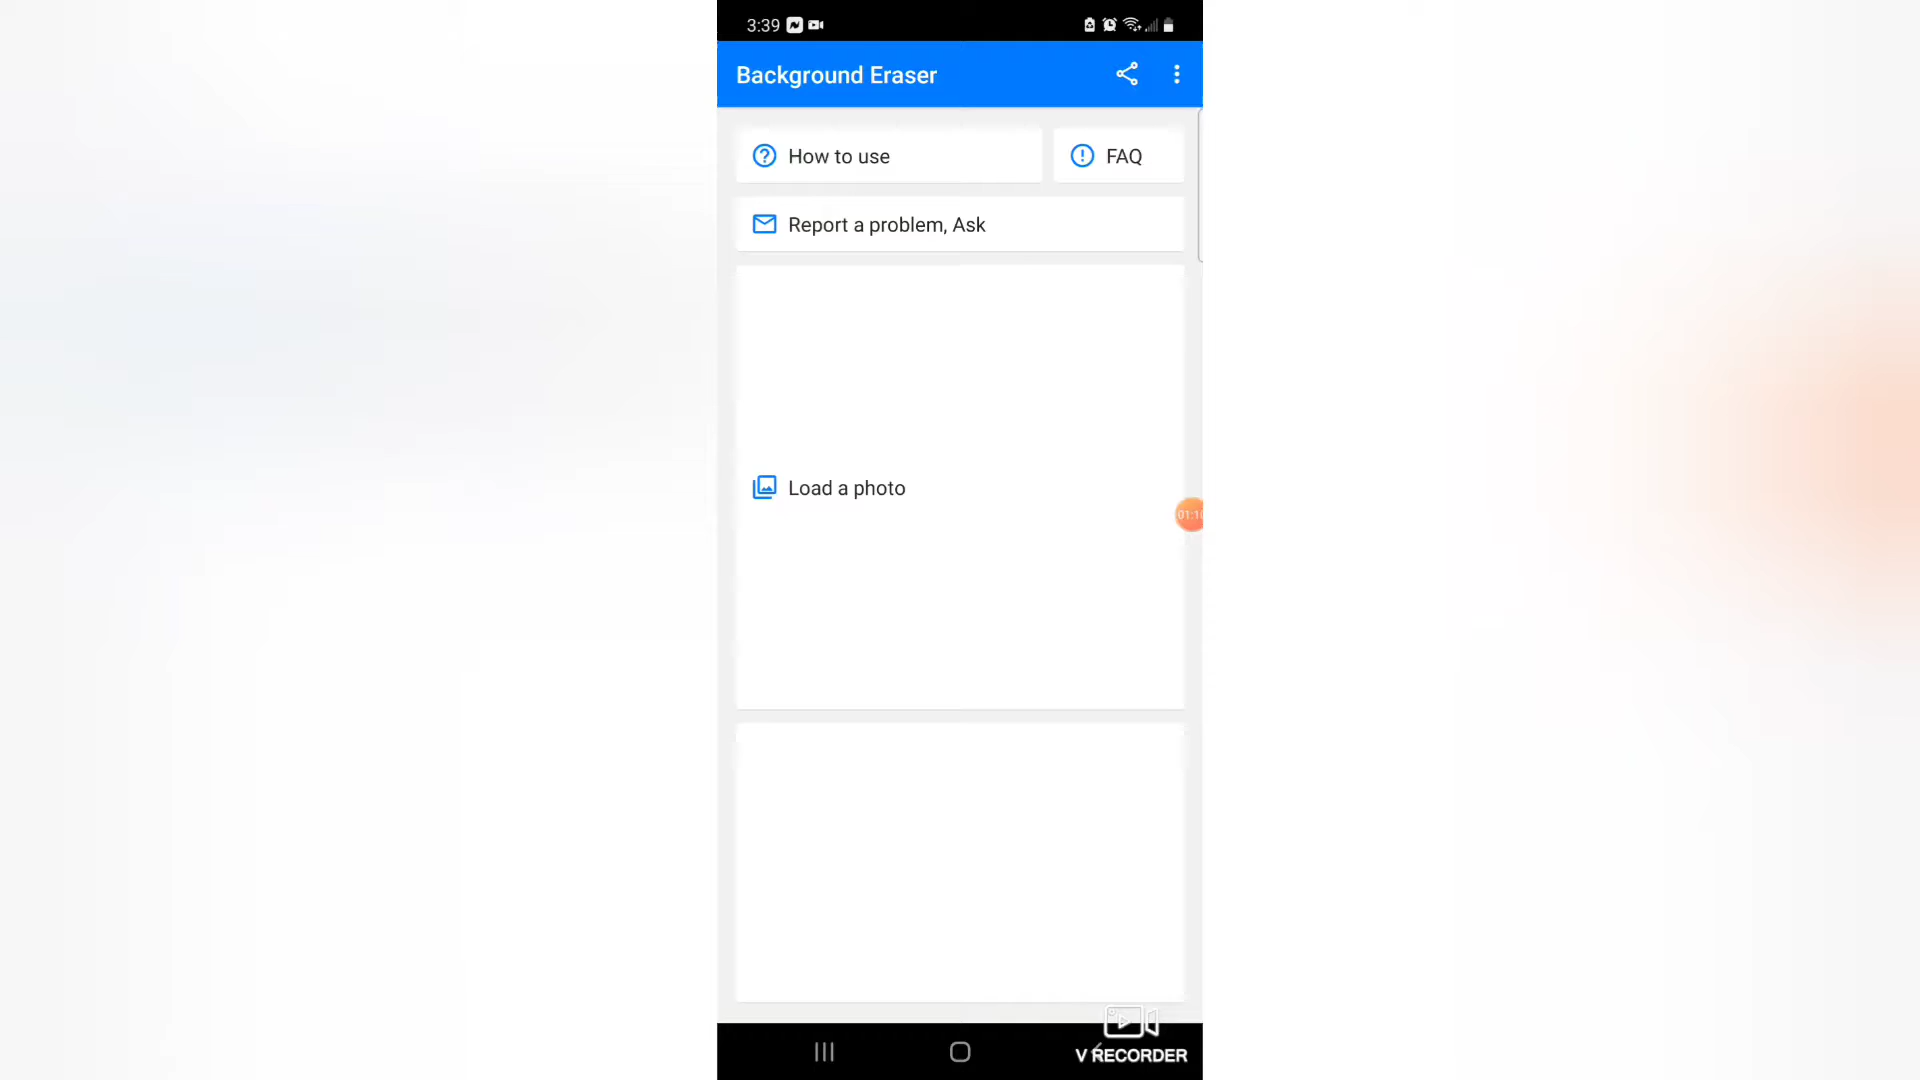 3:39
Background Eraser
How to use
FAQ
Report a problem, Ask
Load a photo
V RECORDER